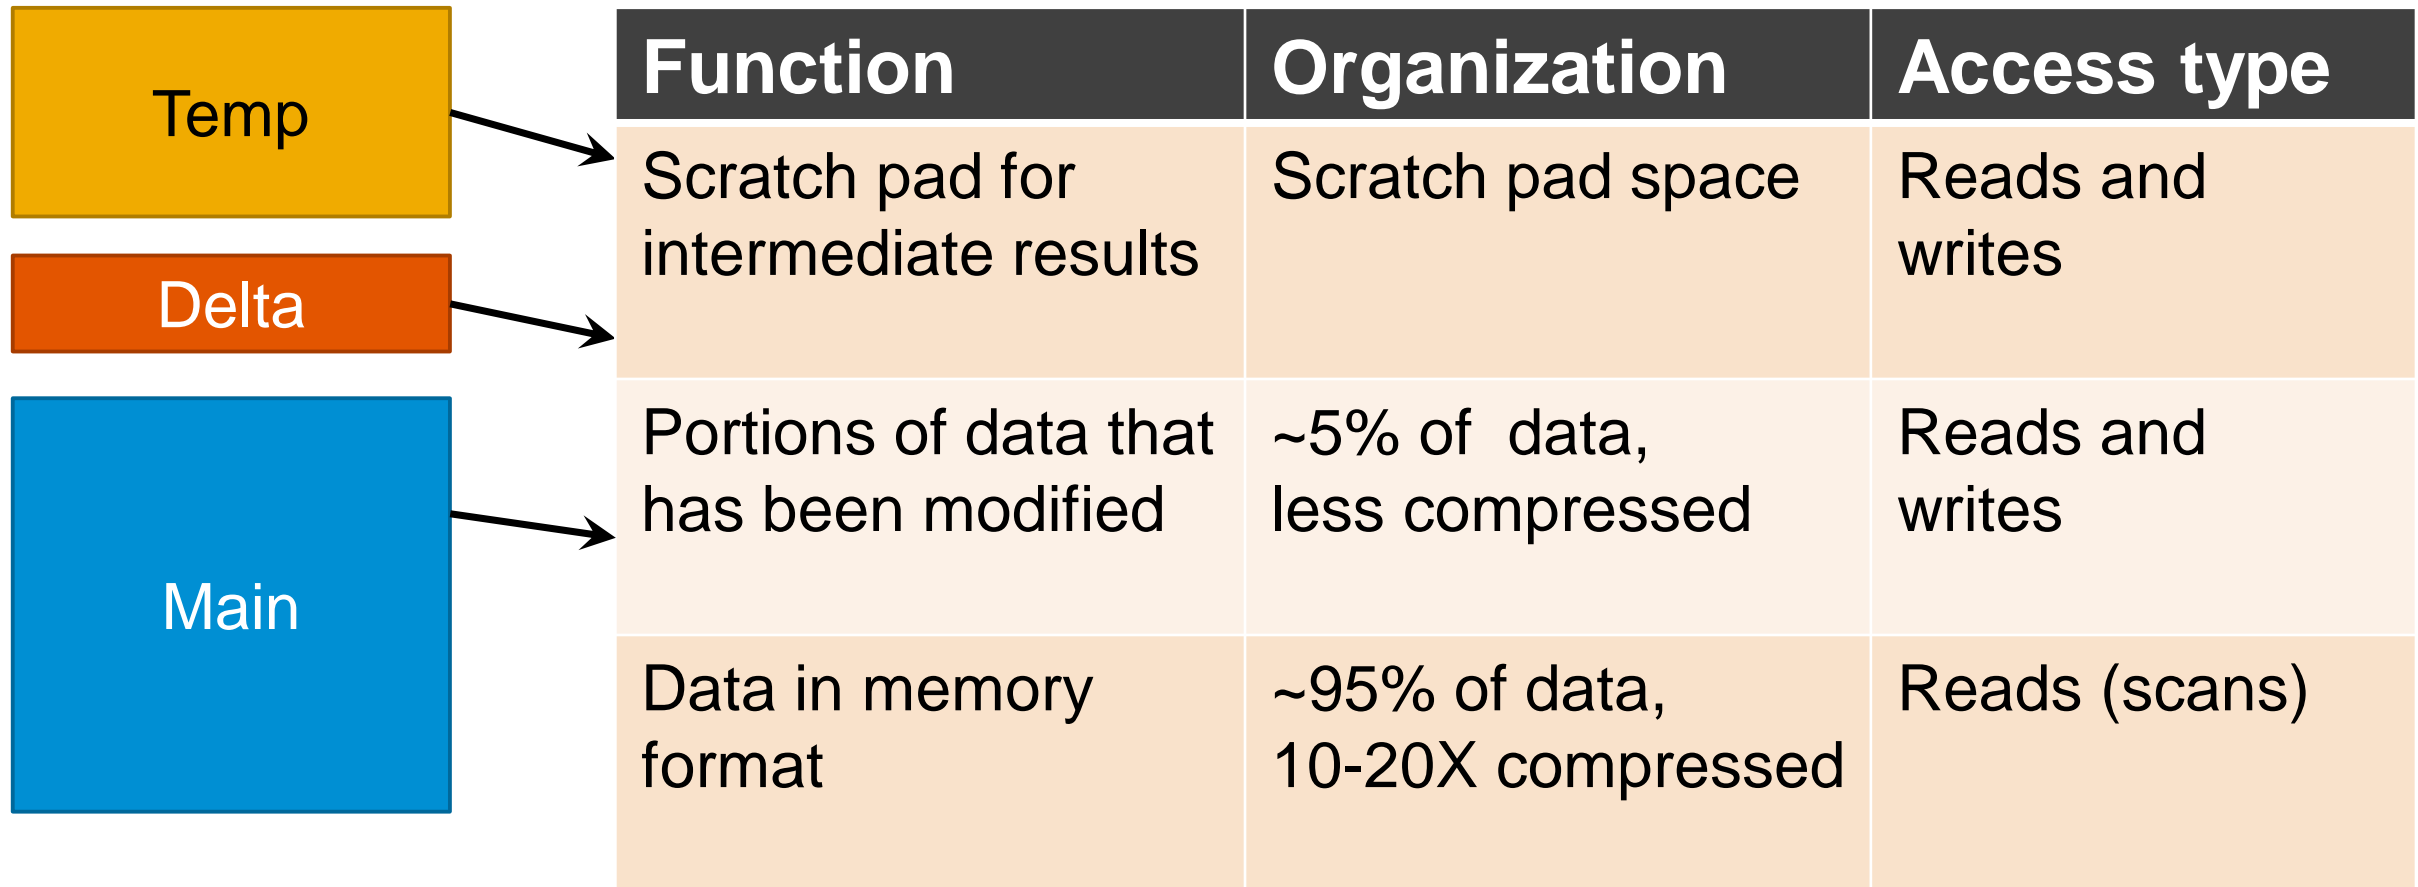 Temp
Delta
Main
Function
Organization
Access type
Scratch pad for
intermediate results
Scratch pad space
Reads and
writes
Portions of data that
has been modified
~5% of  data,
less compressed
Reads and
writes
Data in memory
format
~95% of data,
10-20X compressed
Reads (scans)